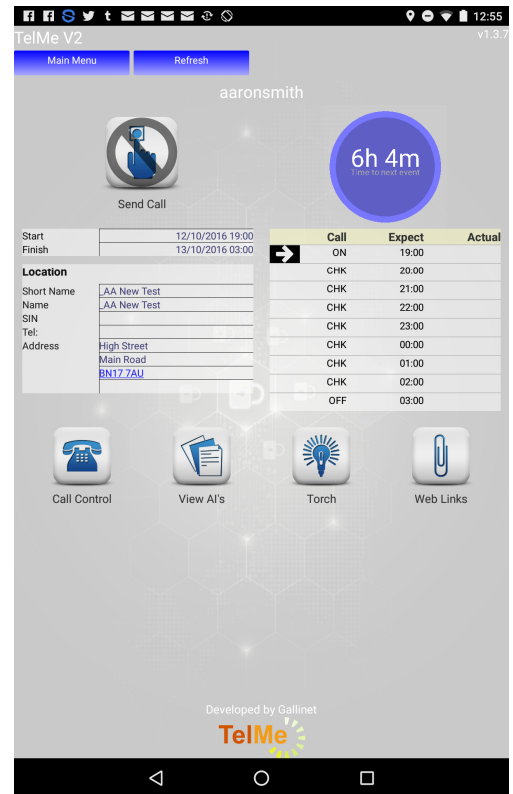 12:55
TelMe V2
v1.3.7
Main Menu Refresh
aaronsmith
6h 4m
Time to next event
Send Call
Start 12/10/2016 19:00
Finish 13/10/2016 03:00
Location
Short Name _AA New Test
Name _AA New Test
SIN
Tel:
Address High Street
Main Road
BN17 7AU
Call Expect Actual
ON 19:00
CHK 20:00
CHK 21:00
CHK 22:00
CHK 23:00
CHK 00:00
CHK 01:00
CHK 02:00
OFF 03:00
Call Control View AI's Torch Web Links
Developed by Gallinet
TelMe